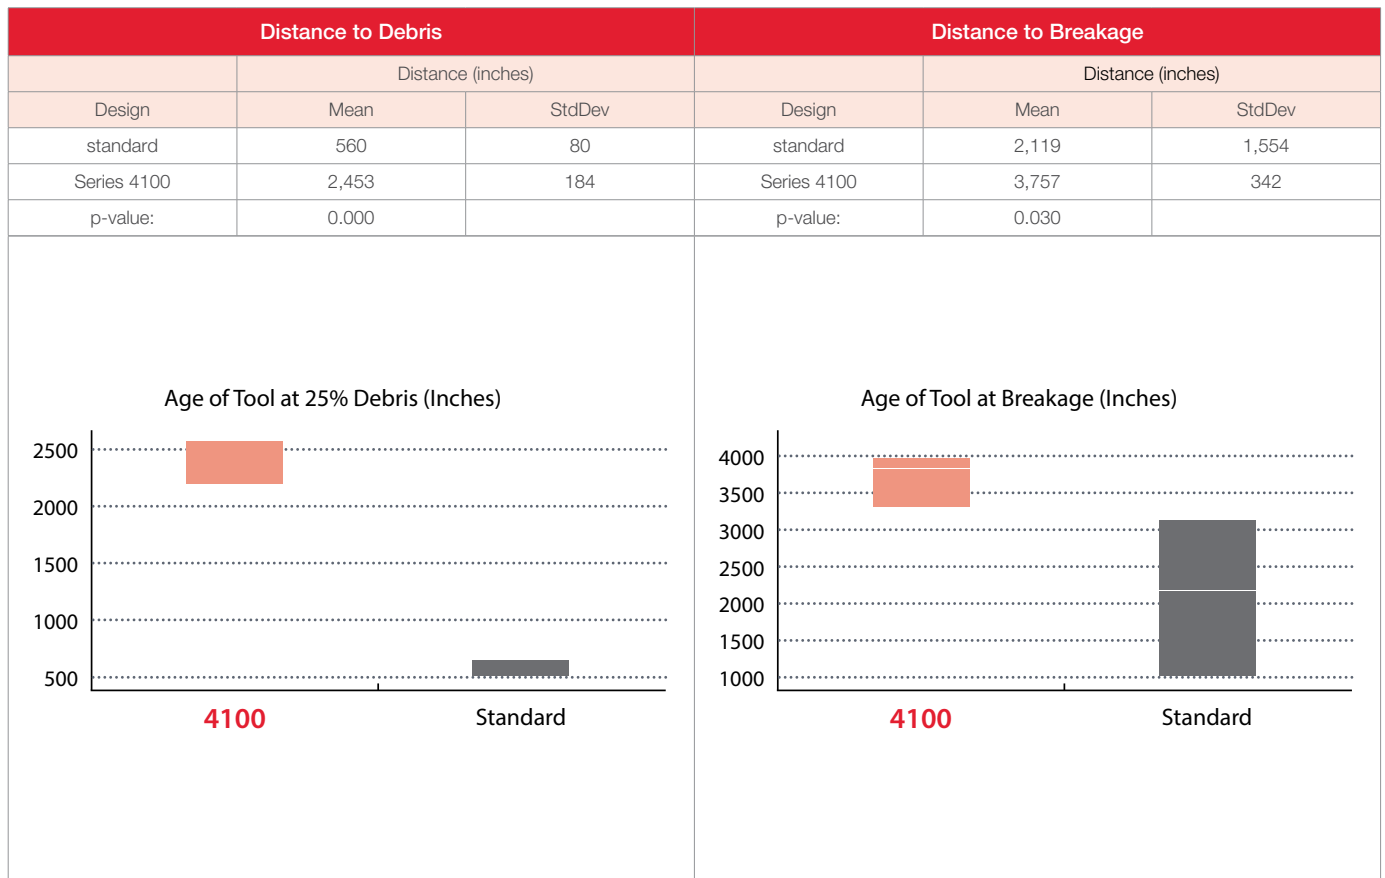 Distance to Debris
Distance (inches)
Design Mean StdDev
standard 560 80
Series 4100 2,453 184
p-value: 0.000
Distance to Breakage
Distance (inches)
Design Mean StdDev
standard 2,119 1,554
Series 4100 3,757 342
p-value: 0.030
Age of Tool at 25% Debris (Inches)
2500
2000
1500
1000
500
4100 Standard
Age of Tool at Breakage (Inches)
4000
3500
3000
2500
2000
1500
1000
4100 Standard